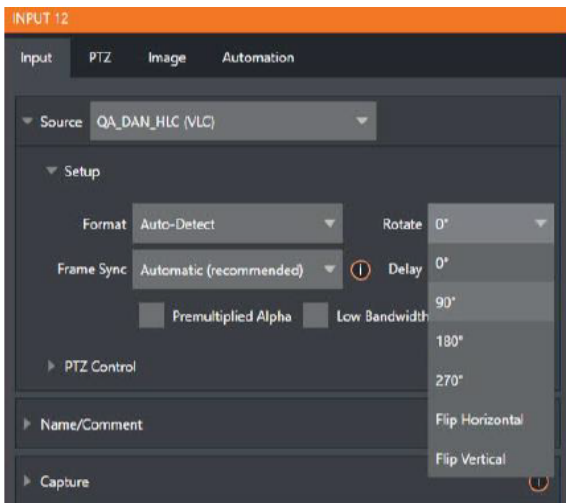 INPUT 12
Input PTZ Image Automation
Source QA_DAN_HLC (VLC)
Setup
Format Auto-Detect Rotate 0°
Frame Sync Automatic (recommended) Delay 0°
90°
Premultiplied Alpha Low Bandwidth
180°
PTZ Control
270°
Name/Comment Flip Horizontal
Flip Vertical
Capture